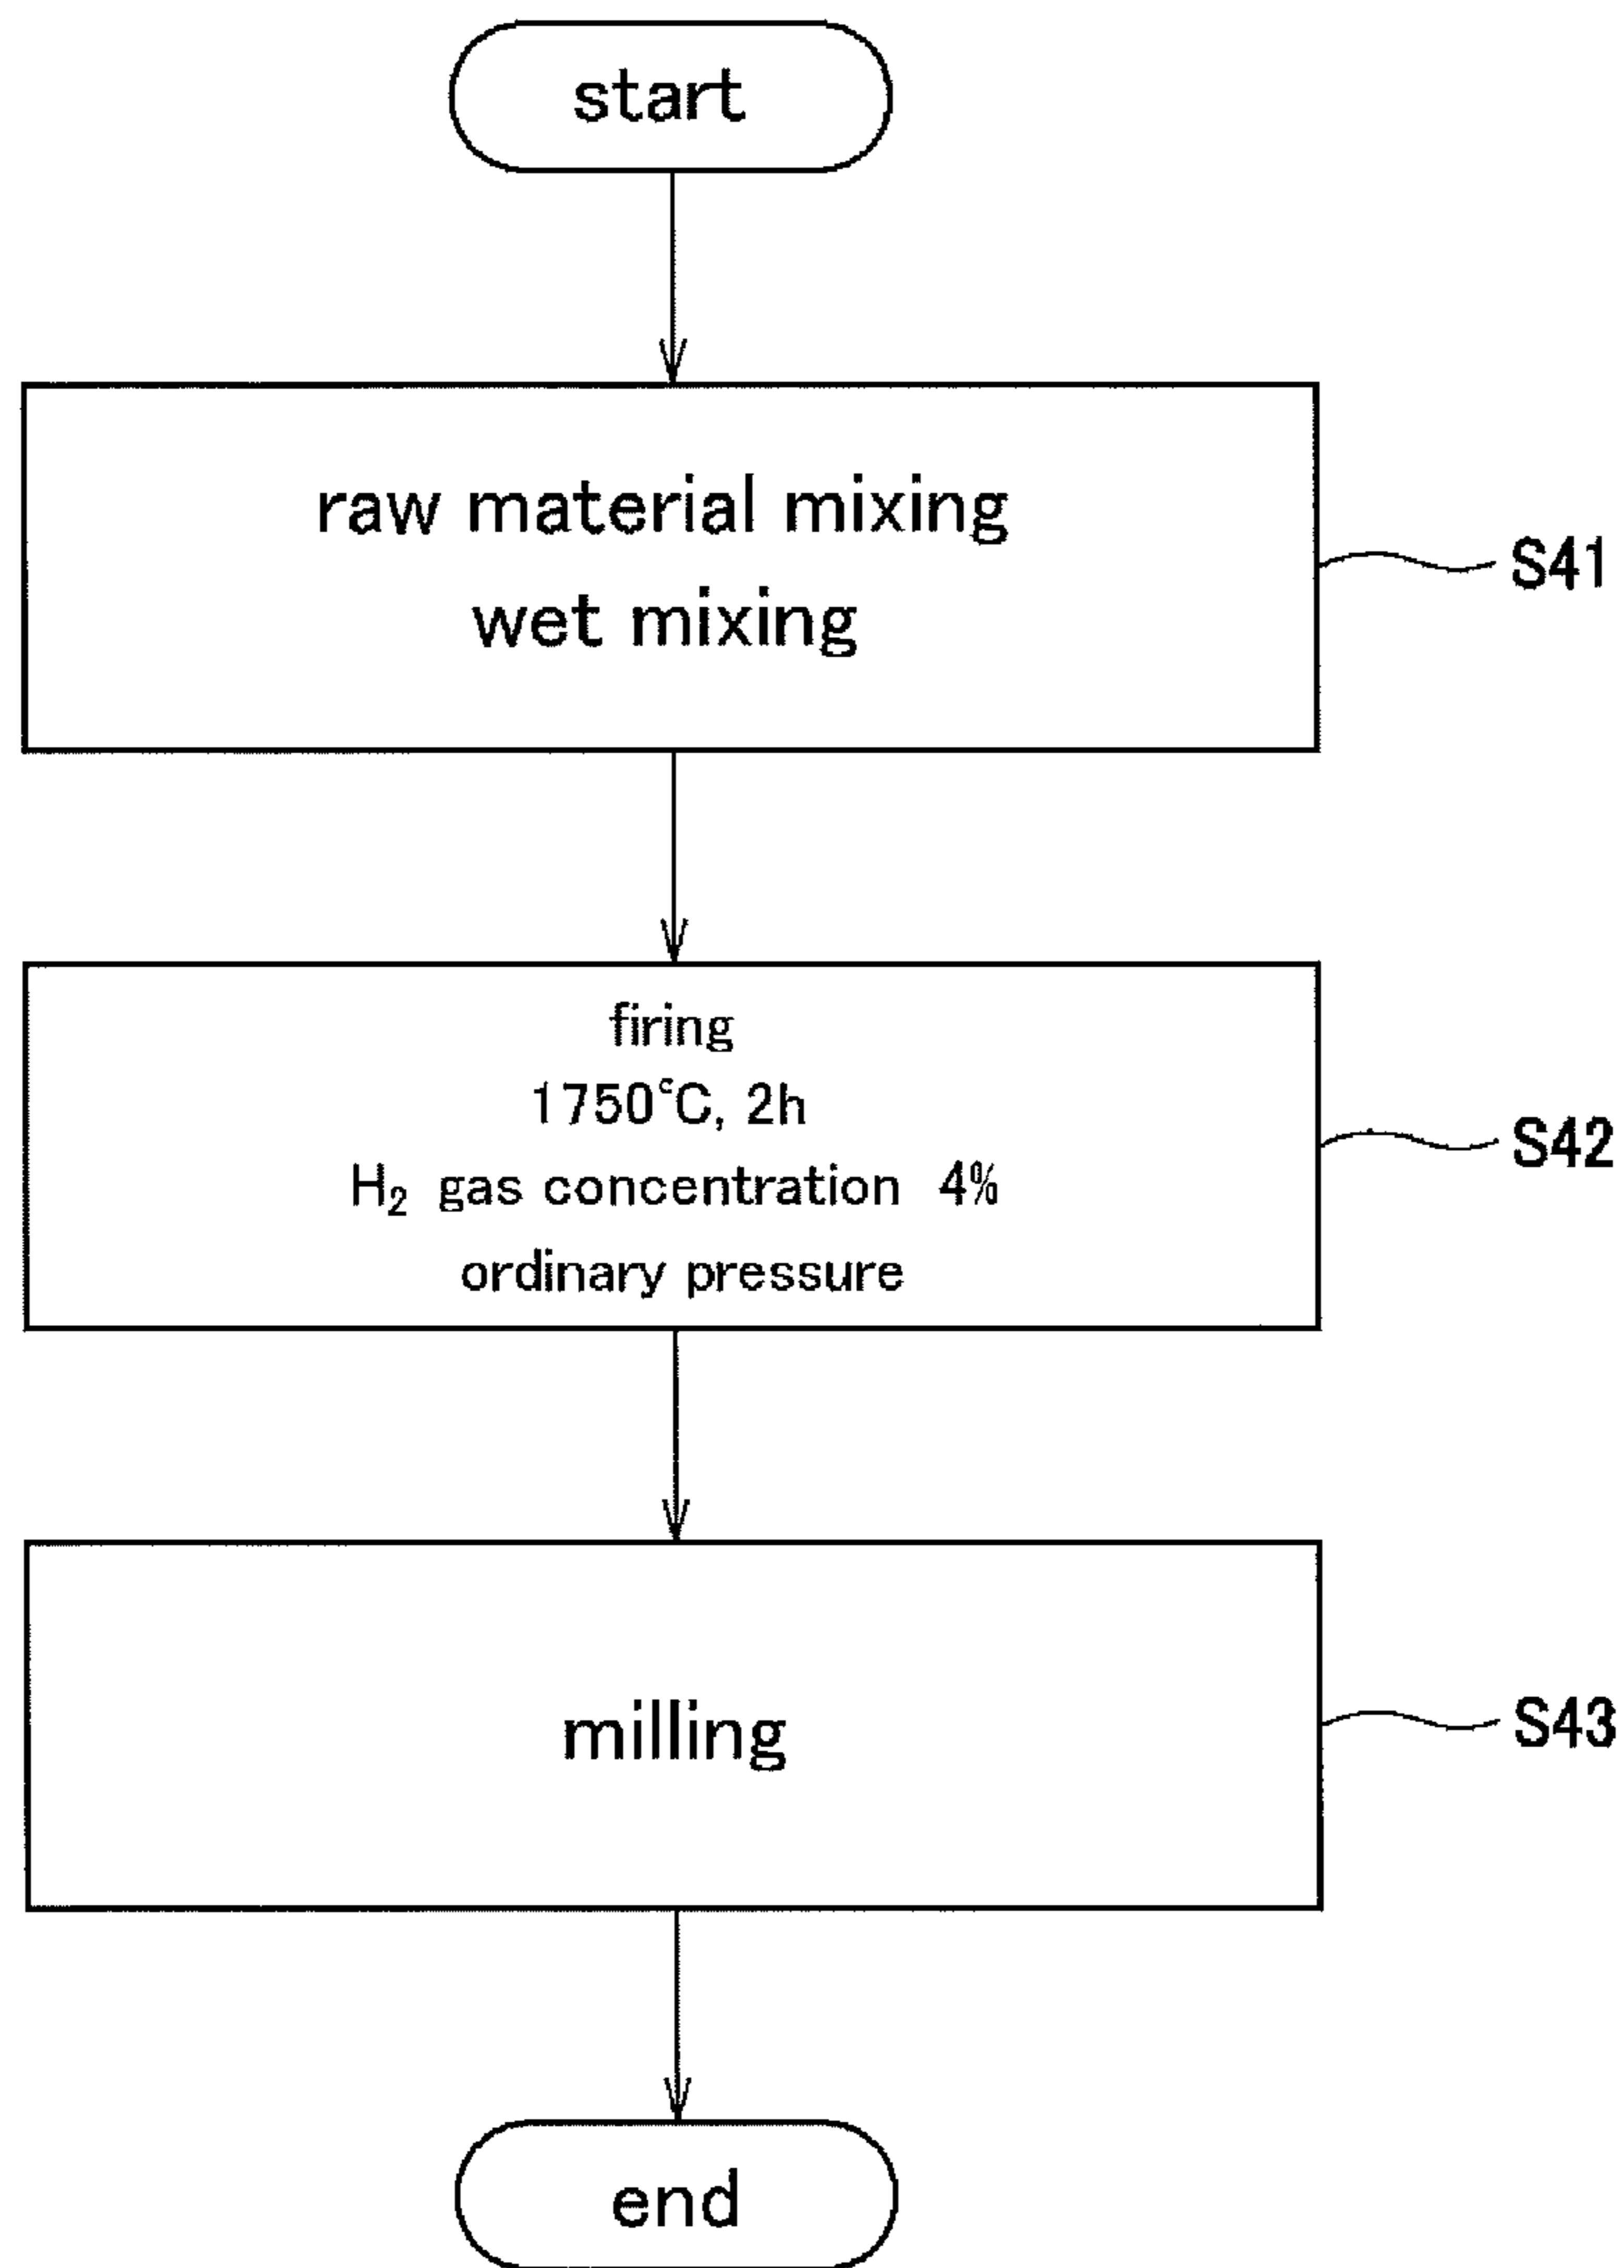 start
raw material mixing
wet mixing
S41
firing
1750℃, 2h
H₂ gas concentration 4%
ordinary pressure
S42
milling
S43
end